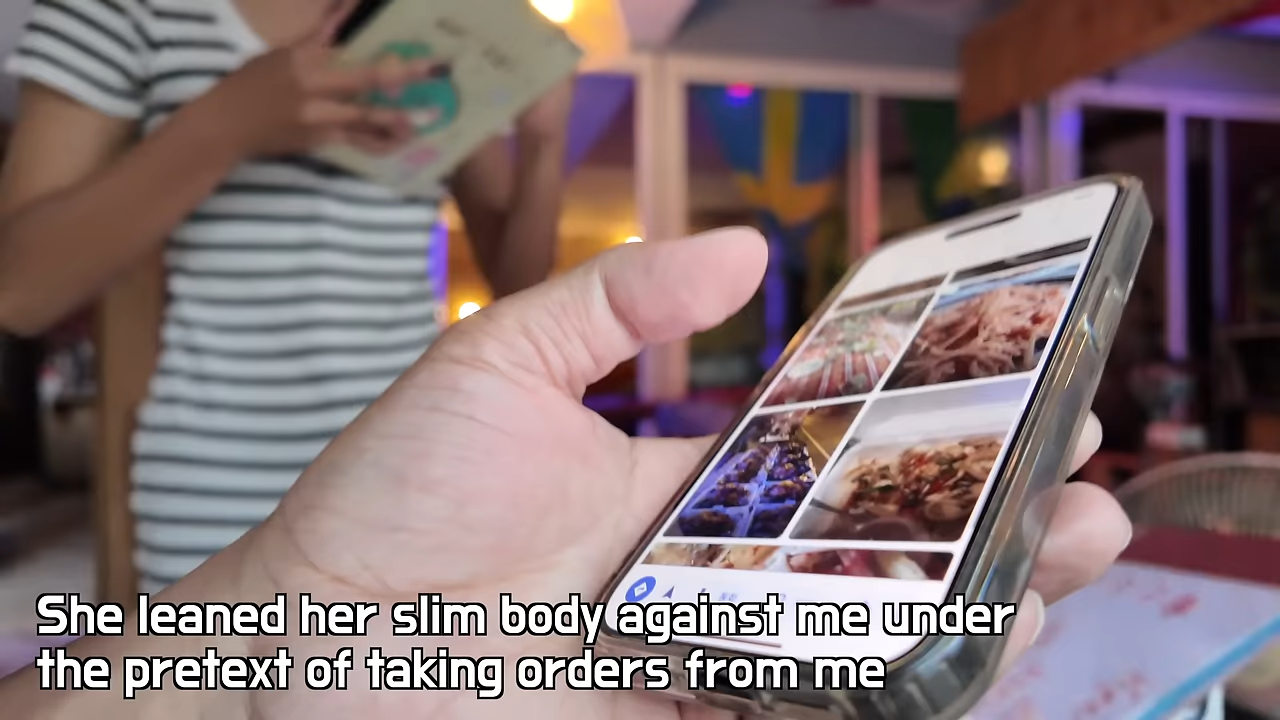 She leaned her slim body against me under
the pretext of taking orders from me